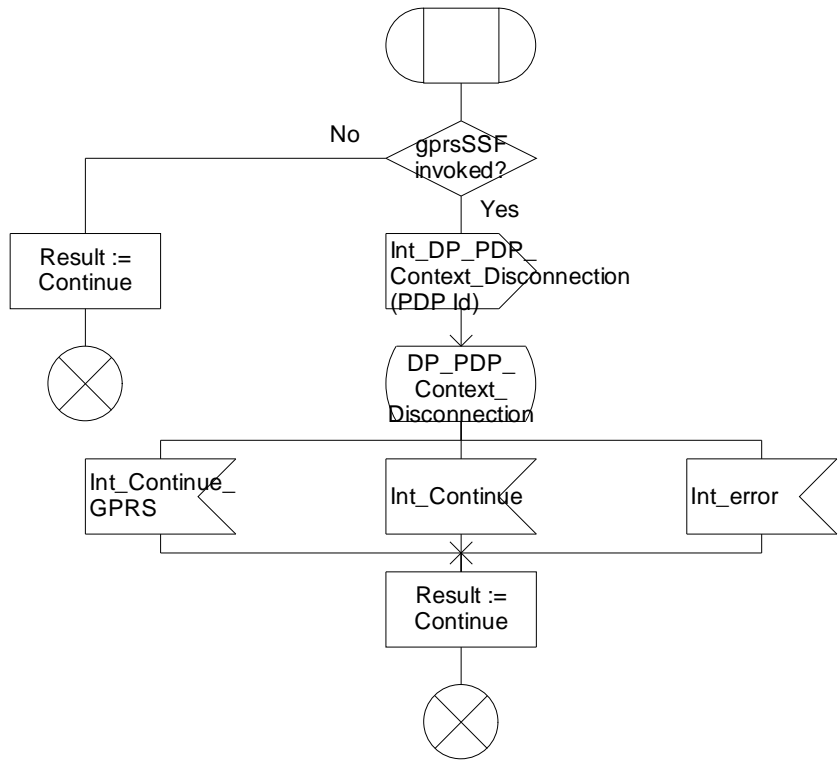 gprsSSF
invoked?
No
Yes
Result :=
Continue
Int_DP_PDP_
Context_Disconnection
(PDP Id)
DP_PDP_
Context_
Disconnection
Int_Continue_
GPRS
Int_Continue
Int_error
Result :=
Continue